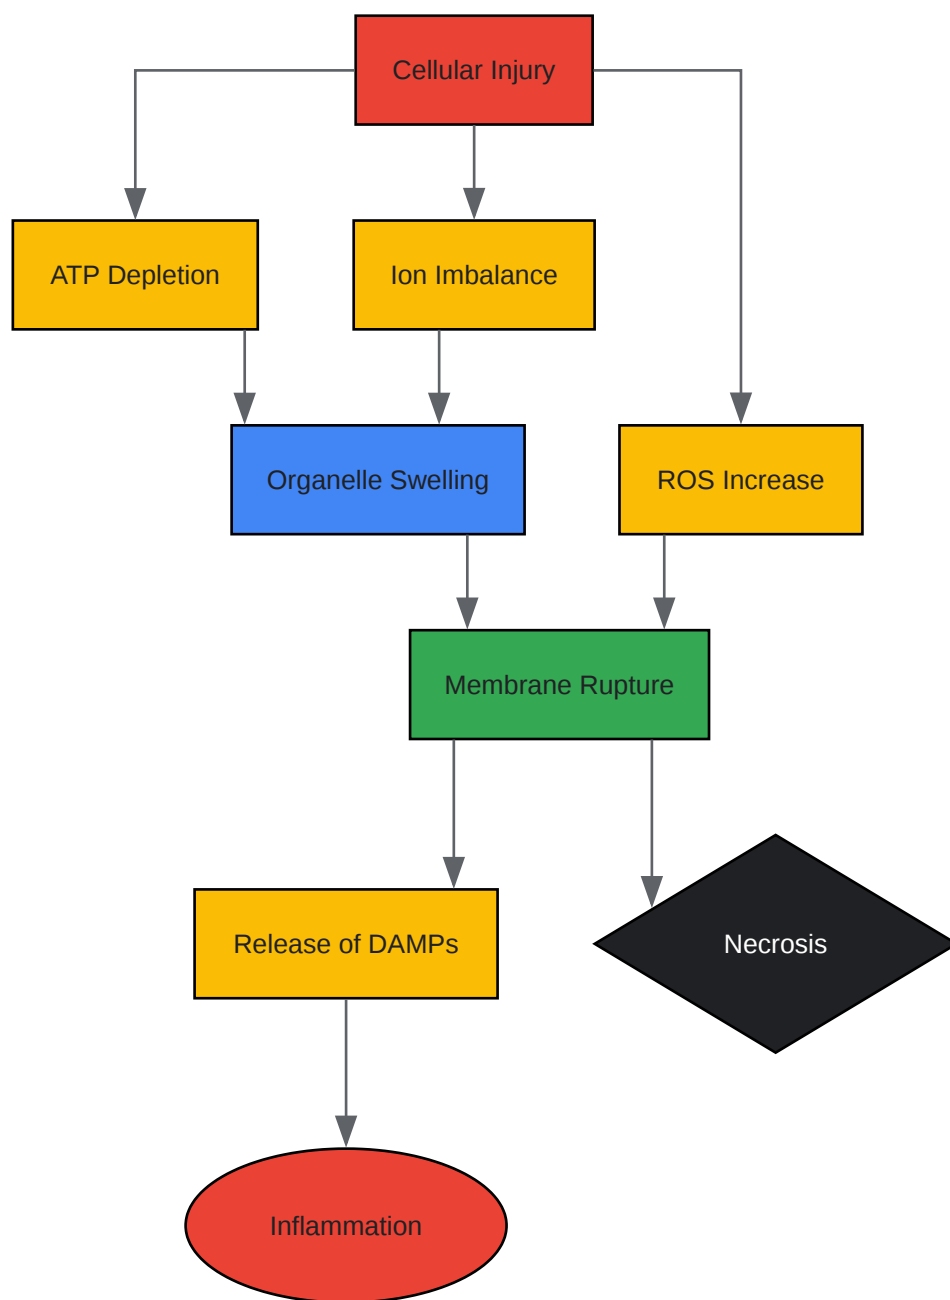 Cellular Injury
ATP Depletion
Ion Imbalance
Organelle Swelling
ROS Increase
Membrane Rupture
Release of DAMPs
Necrosis
Inflammation